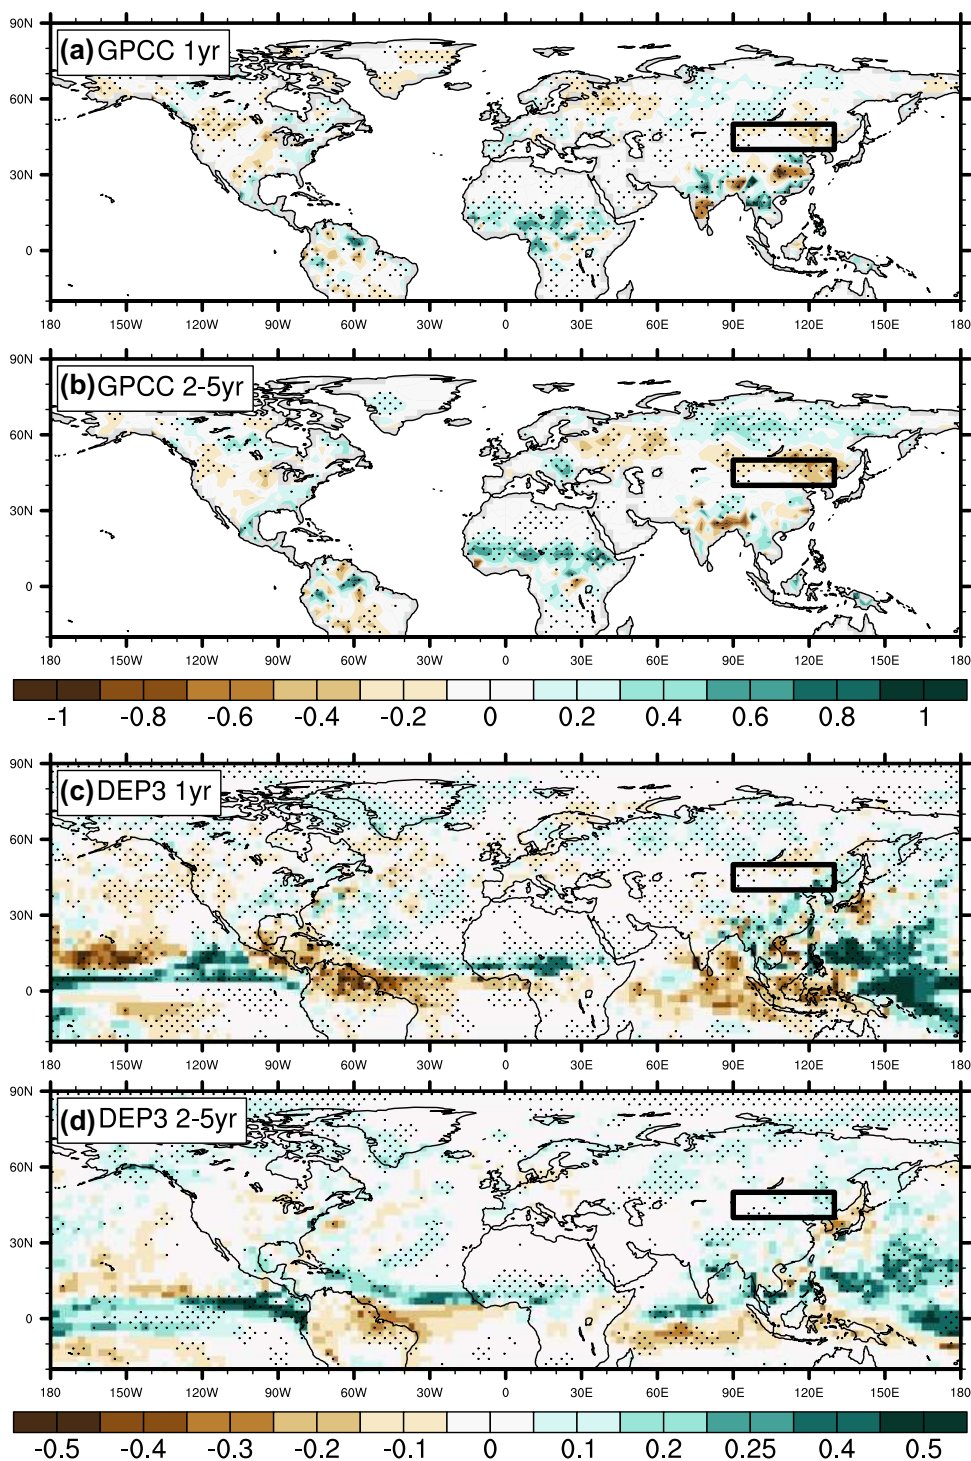 90N
(a) GPCC 1yr
60N
30N
0
180 150W 120W 90W 60W 30W 0 30E 60E 90E 120E 150E 180
90N
(b) GPCC 2-5yr
60N
30N
0
180 150W 120W 90W 60W 30W 0 30E 60E 90E 120E 150E 180
-1 -0.8 -0.6 -0.4 -0.2 0 0.2 0.4 0.6 0.8 1
90N
(c) DEP3 1yr
60N
30N
0
180 150W 120W 90W 60W 30W 0 30E 60E 90E 120E 150E 180
90N
(d) DEP3 2-5yr
60N
30N
0
180 150W 120W 90W 60W 30W 0 30E 60E 90E 120E 150E 180
-0.5 -0.4 -0.3 -0.2 -0.1 0 0.1 0.2 0.25 0.4 0.5